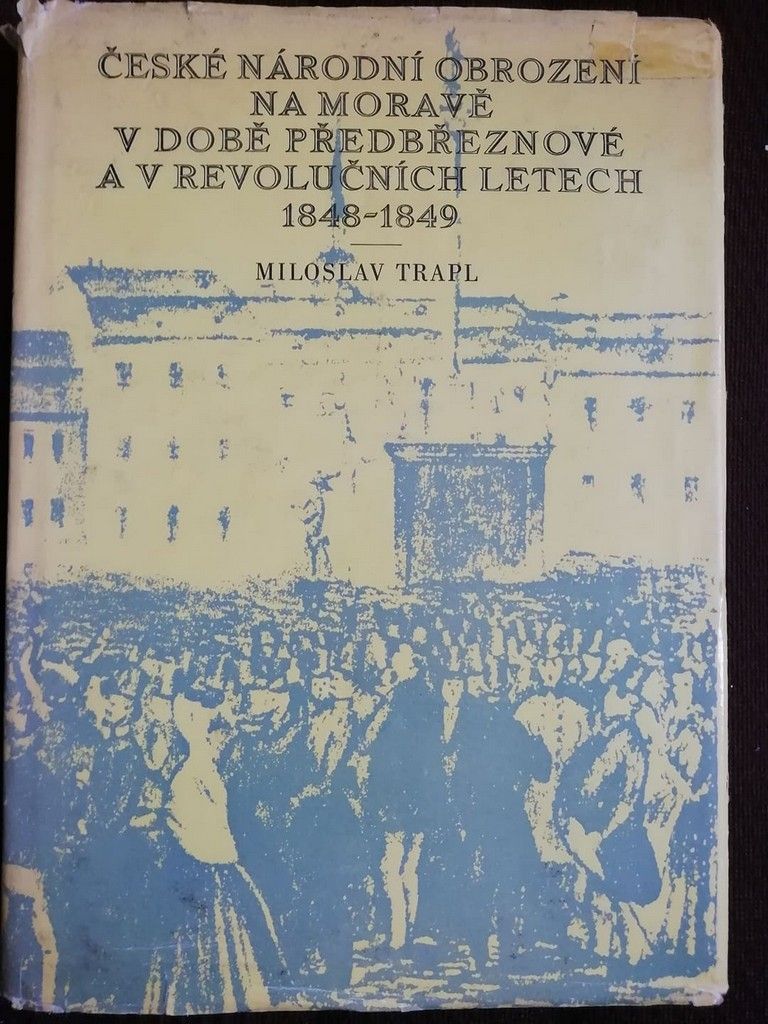 ČESKÉ NÁRODNÍ OBROZENÍ
NA MORAVĚ
V DOBĚ PŘEDBŘEZNOVÉ
A V REVOLUČNÍCH LETECH
1848-1849
MILOSLAV TRAPL